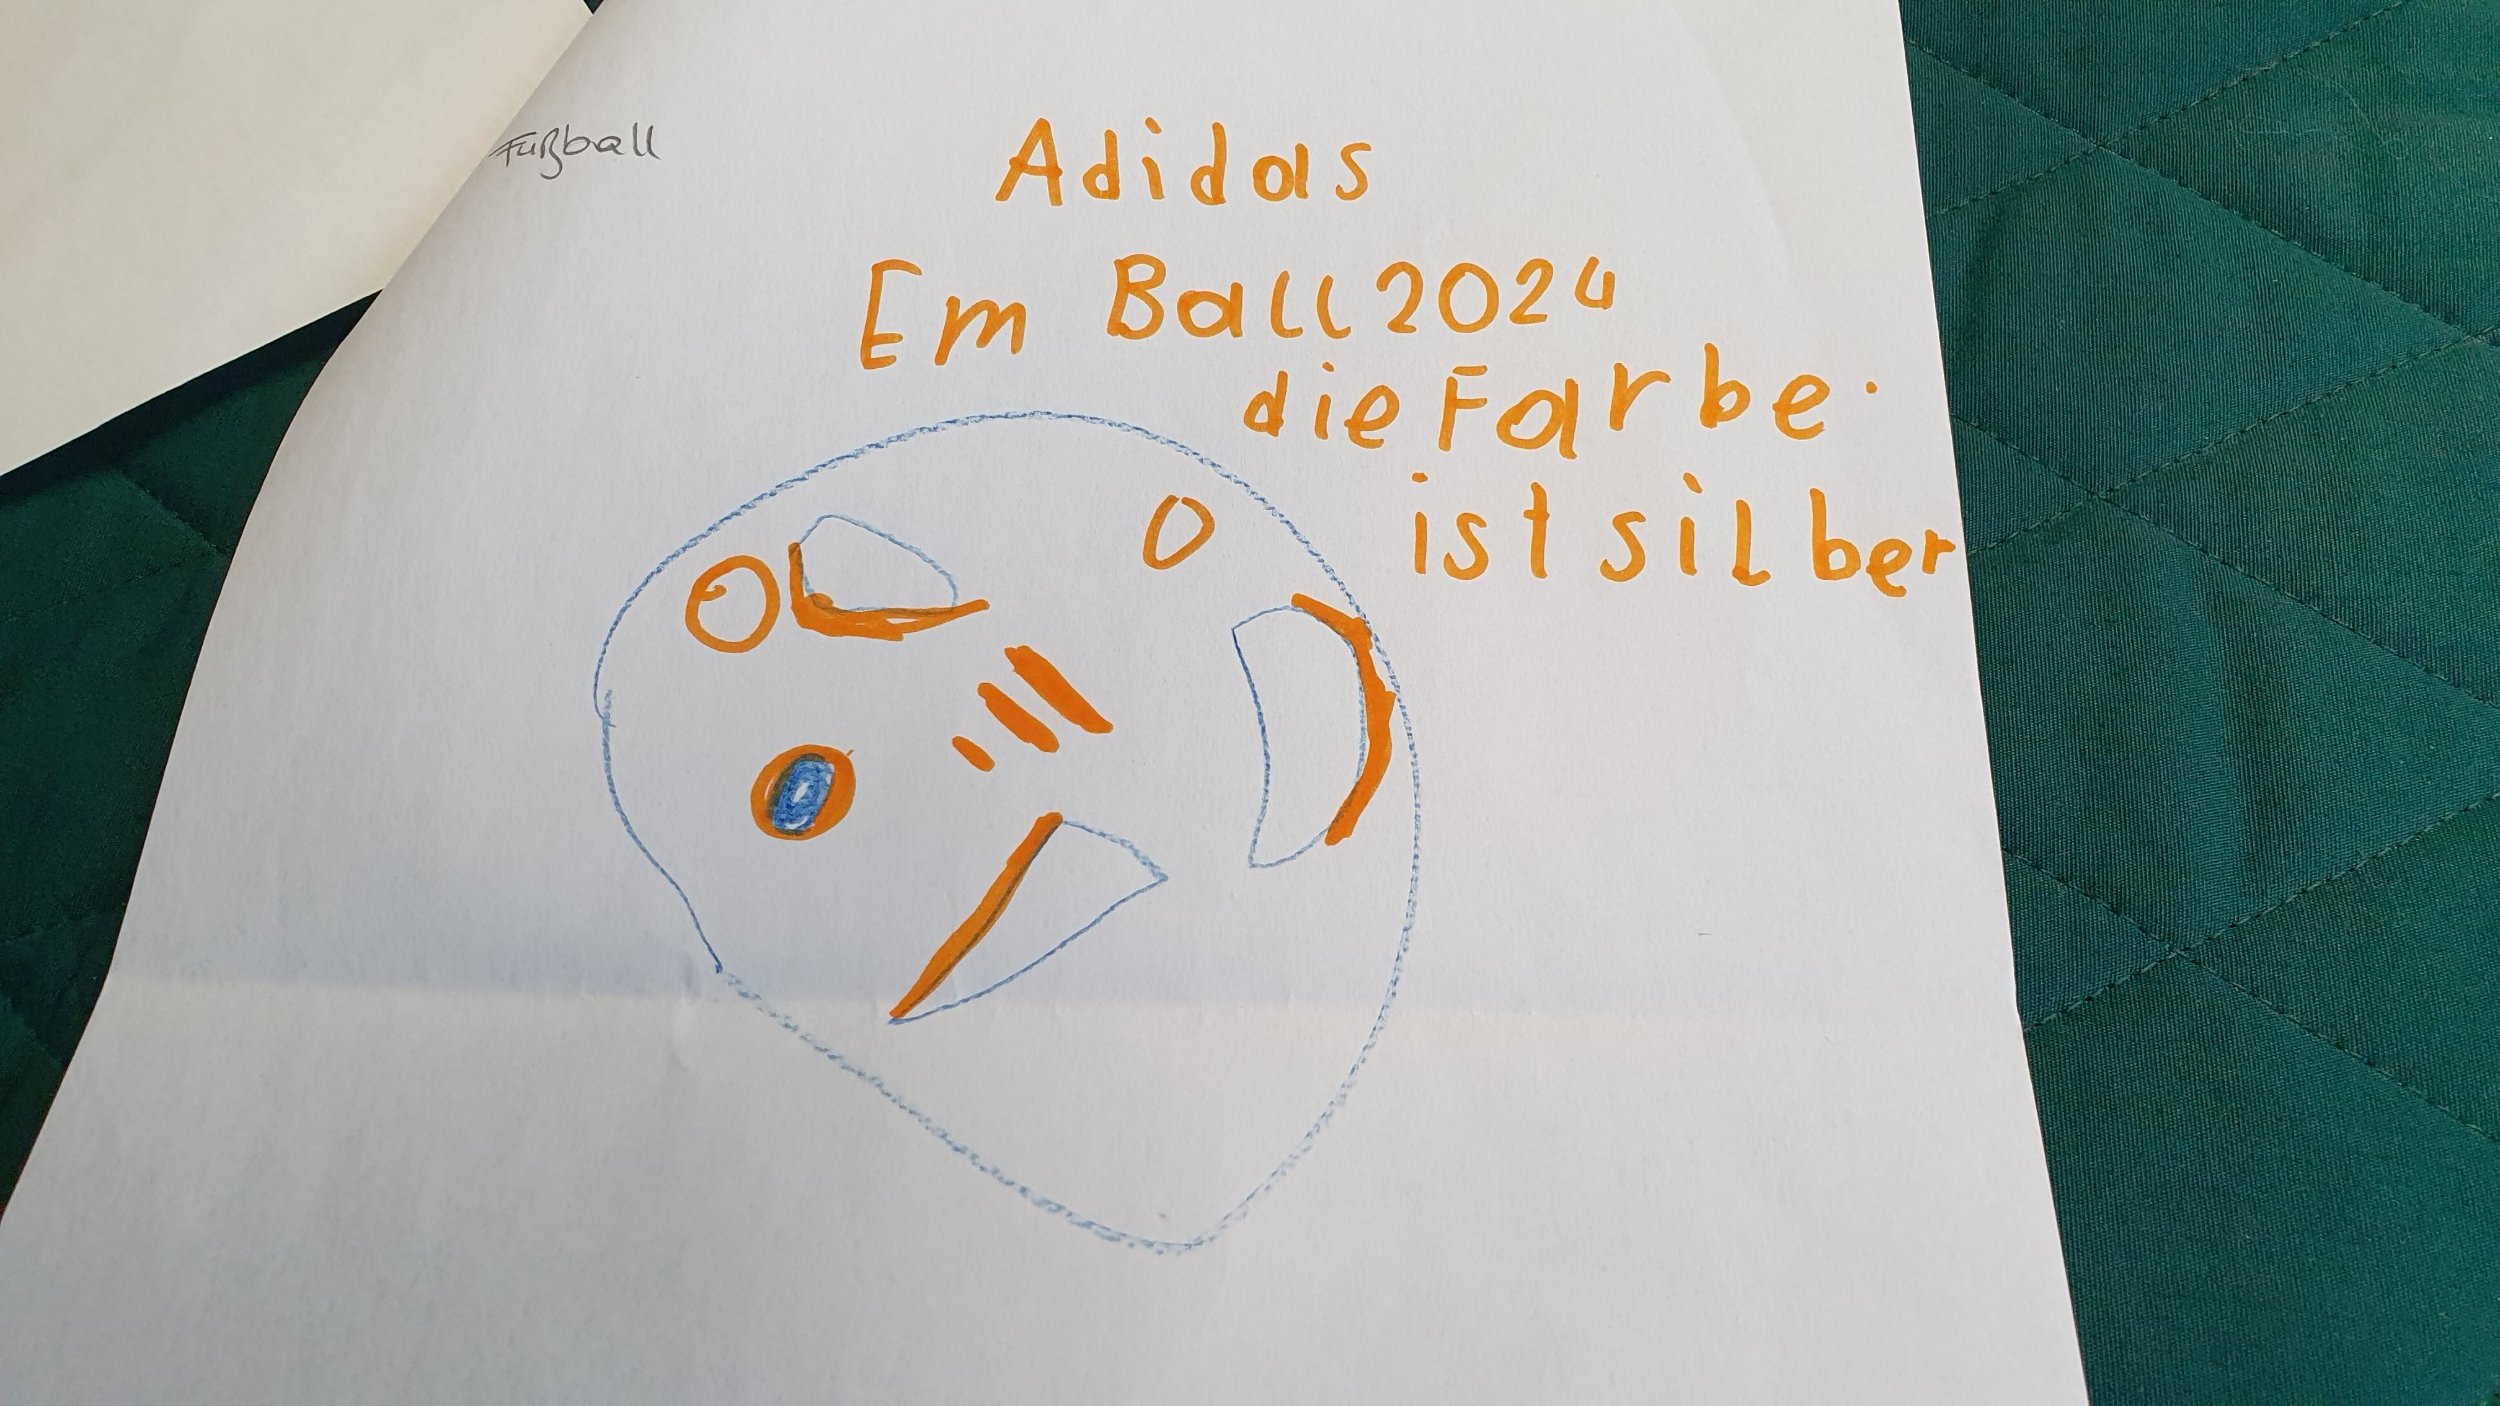 Fußball
Adidas
Em Ball 2024
die Farbe.
ist silber